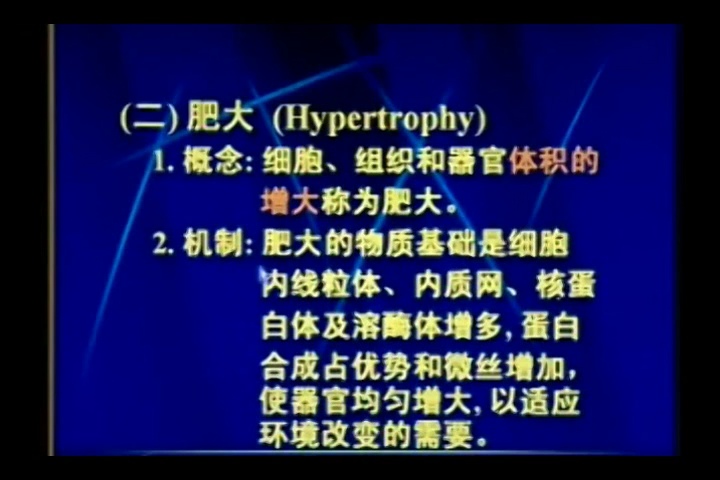 (二) 肥大 (Hypertrophy)
1. 概念: 细胞、组织和器官体积的
增大称为肥大。
2. 机制: 肥大的物质基础是细胞
内线粒体、内质网、核蛋
白体及溶酶体增多, 蛋白
合成占优势和微丝增加,
使器官均匀增大, 以适应
环境改变的需要。